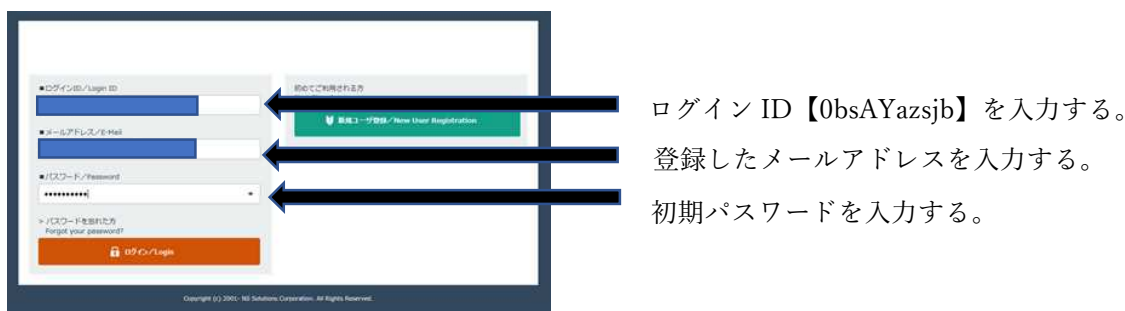 ■ログインID/Login ID
■メールアドレス/E-Mail
■パスワード/Password
**********
> パスワードを忘れた方
Forgot your password?
ログイン/Login
初めてご利用される方
新規ユーザ登録/New User Registration
Copyright (c) 2001- NS Solutions Corporation. All Rights Reserved.
ログイン ID【0bsAYazsjb】を入力する。
登録したメールアドレスを入力する。
初期パスワードを入力する。